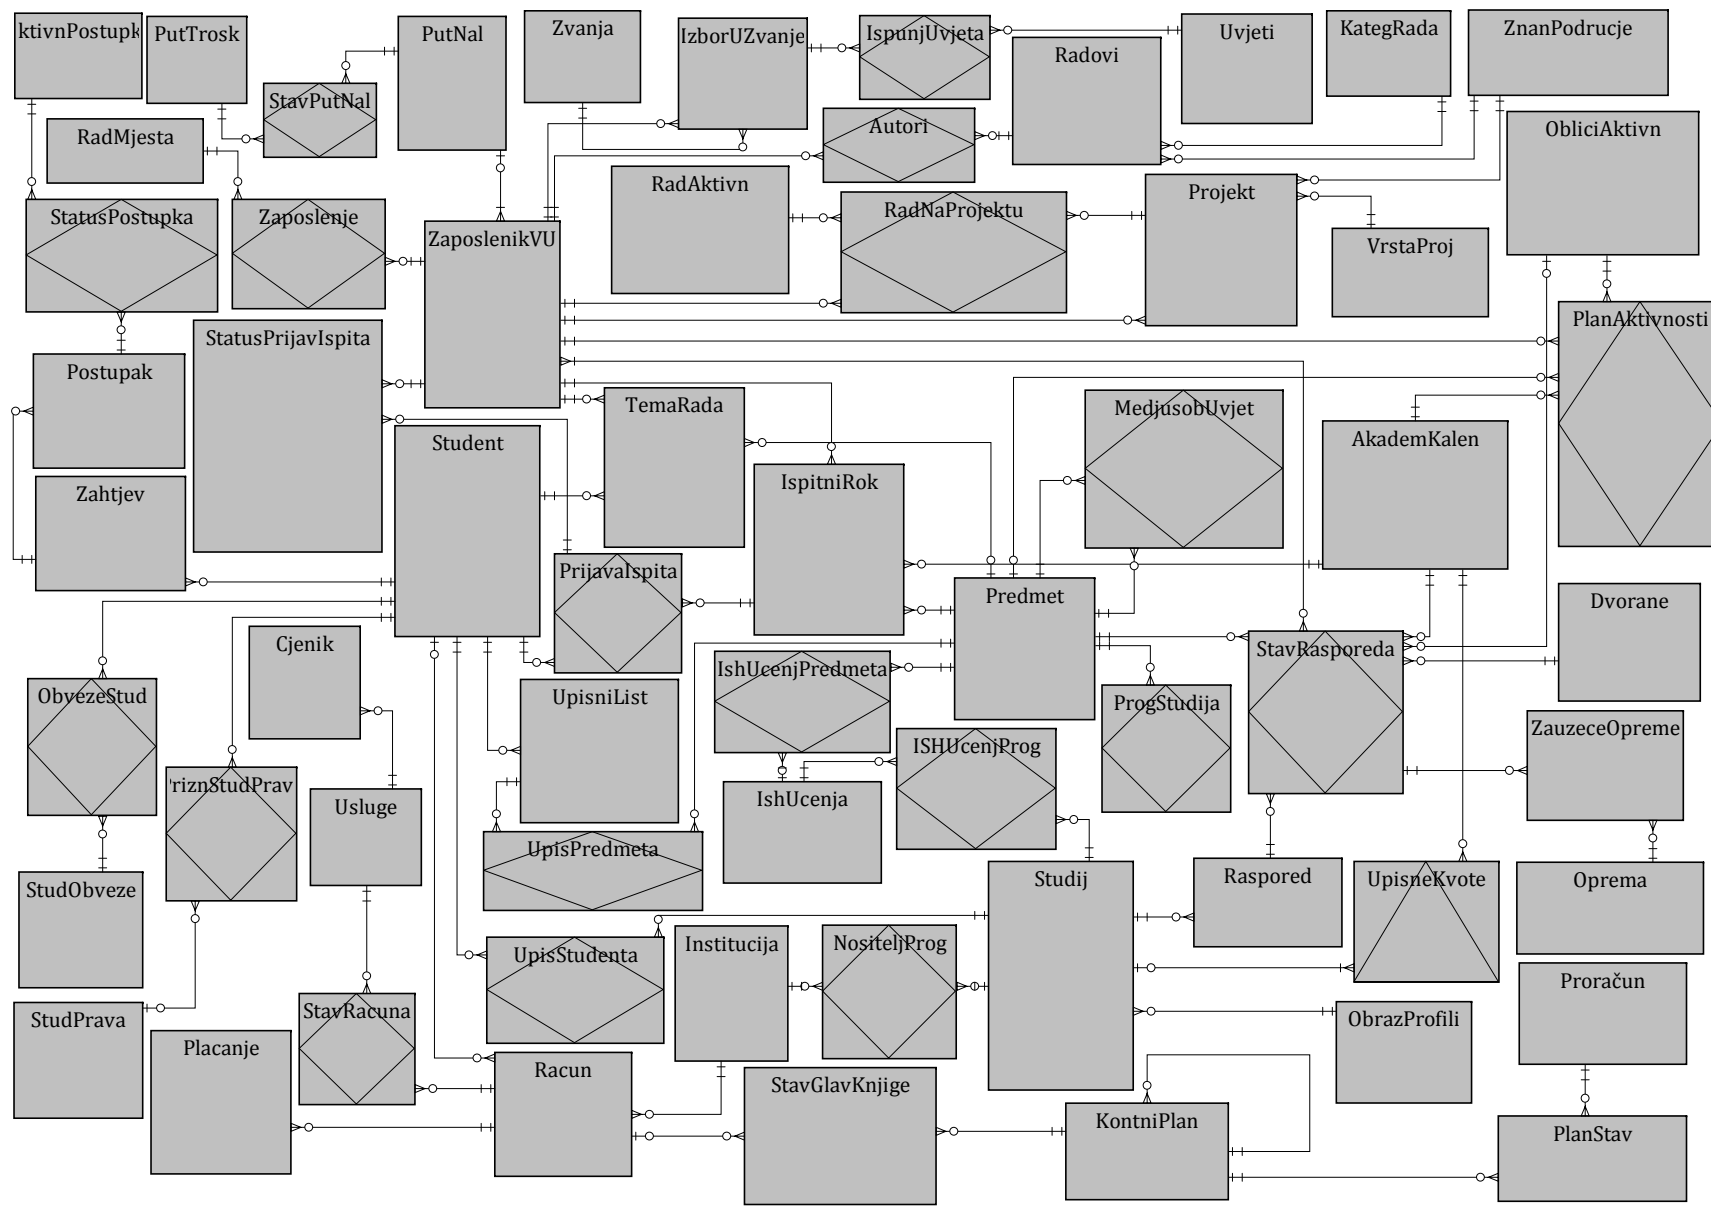 ktivnPostupk
PutTrosk
PutNal
Zvanja
IzborUZvanje
IspunjUvjeta
Uvjeti
KategRada
ZnanPodrucje
Radovi
StavPutNal
RadMjesta
Autori
ObliciAktivn
RadAktivn
Projekt
StatusPostupka
Zaposlenje
ZaposlenikVU
RadNaProjektu
VrstaProj
PlanAktivnosti
StatusPrijavIspita
Postupak
TemaRada
MedjusobUvjet
AkademKalen
Student
IspitniRok
Zahtjev
PrijavaIspita
Predmet
Dvorane
Cjenik
StavRasporeda
IshUcenjPredmeta
ObvezeStud
UpisniList
ProgStudija
ZauzeceOpreme
ISHUcenjProg
riznStudPrav
Usluge
IshUcenja
UpisPredmeta
StudObveze
Studij
Raspored
UpisneKvote
Oprema
UpisStudenta
Institucija
NositeljProg
Proračun
StudPrava
StavRacuna
ObrazProfili
Placanje
Racun
StavGlavKnjige
KontniPlan
PlanStav